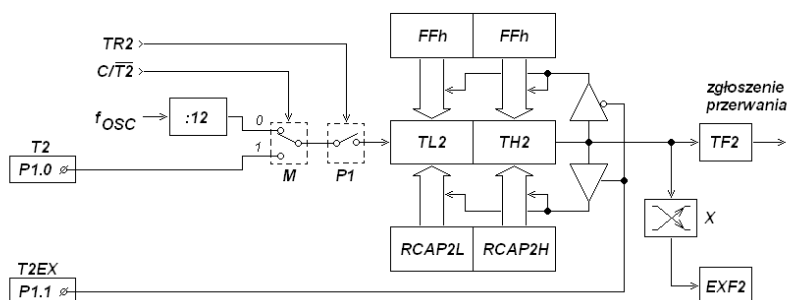 FFh FFh
TR2
C/T2
zgłoszenie
przerwania
fOSC
:12
0
1
T2
P1.0
M
P1
TL2 TH2
TF2
X
RCAP2L RCAP2H
T2EX
P1.1
EXF2